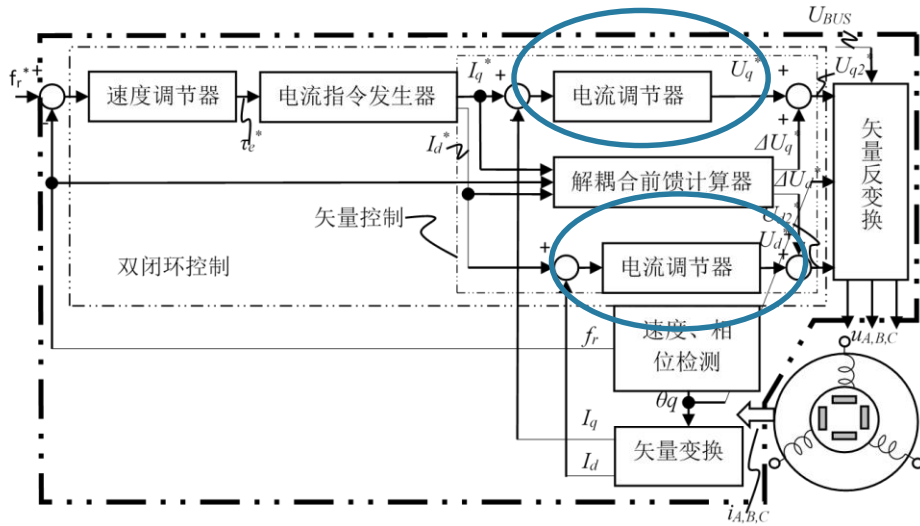 U_BUS
f_r*
+
-
速度调节器
τ_e*
电流指令发生器
I_q*
+
-
电流调节器
U_q*
+
U_q2*
+
ΔU_q*
I_d*
解耦合前馈计算器
ΔU_d*
矢量反变换
矢量控制
U_d2*
U_d*
双闭环控制
+
-
电流调节器
+
u_A,B,C
f_r
速度、相
位检测
θq
I_q
矢量变换
I_d
i_A,B,C